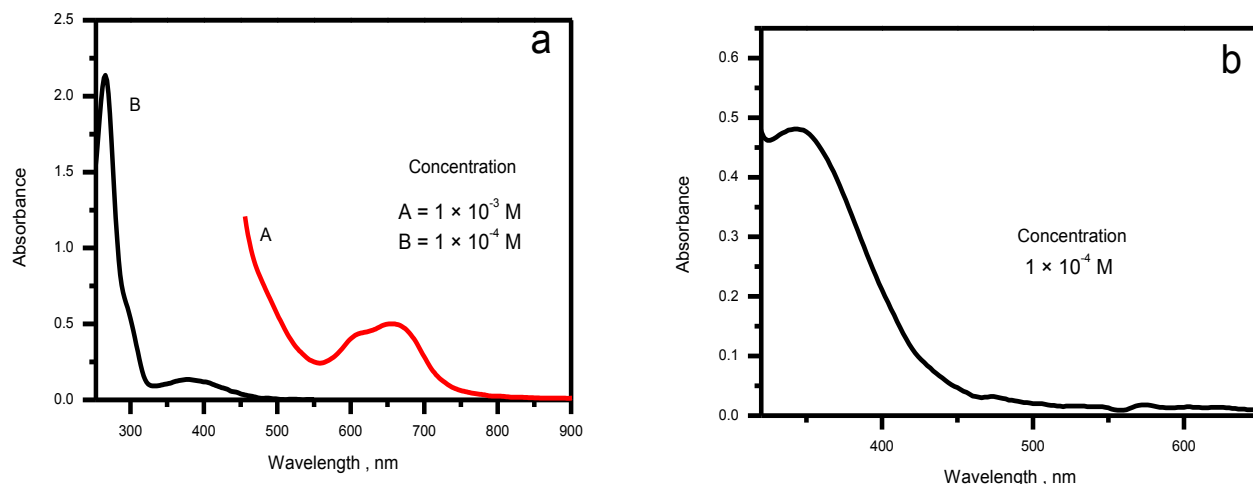 a
2.5
2.0
1.5
1.0
0.5
0.0
Absorbance
B
A
Concentration
A = 1 × 10⁻³ M
B = 1 × 10⁻⁴ M
300 400 500 600 700 800 900
Wavelength , nm
b
0.6
0.5
0.4
0.3
0.2
0.1
0.0
Absorbance
Concentration
1 × 10⁻⁴ M
400 500 600
Wavelength , nm